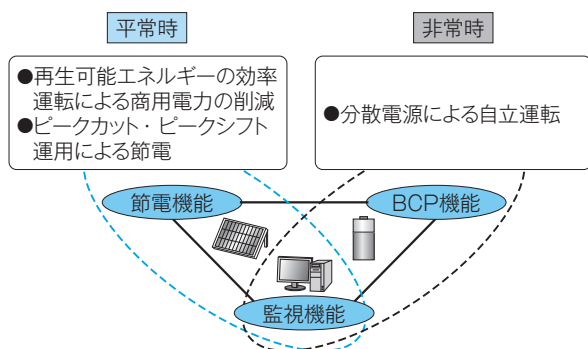 平常時
非常時
●再生可能エネルギーの効率
運転による商用電力の削減
●ピークカット・ピークシフト
運用による節電
●分散電源による自立運転
節電機能
BCP機能
監視機能